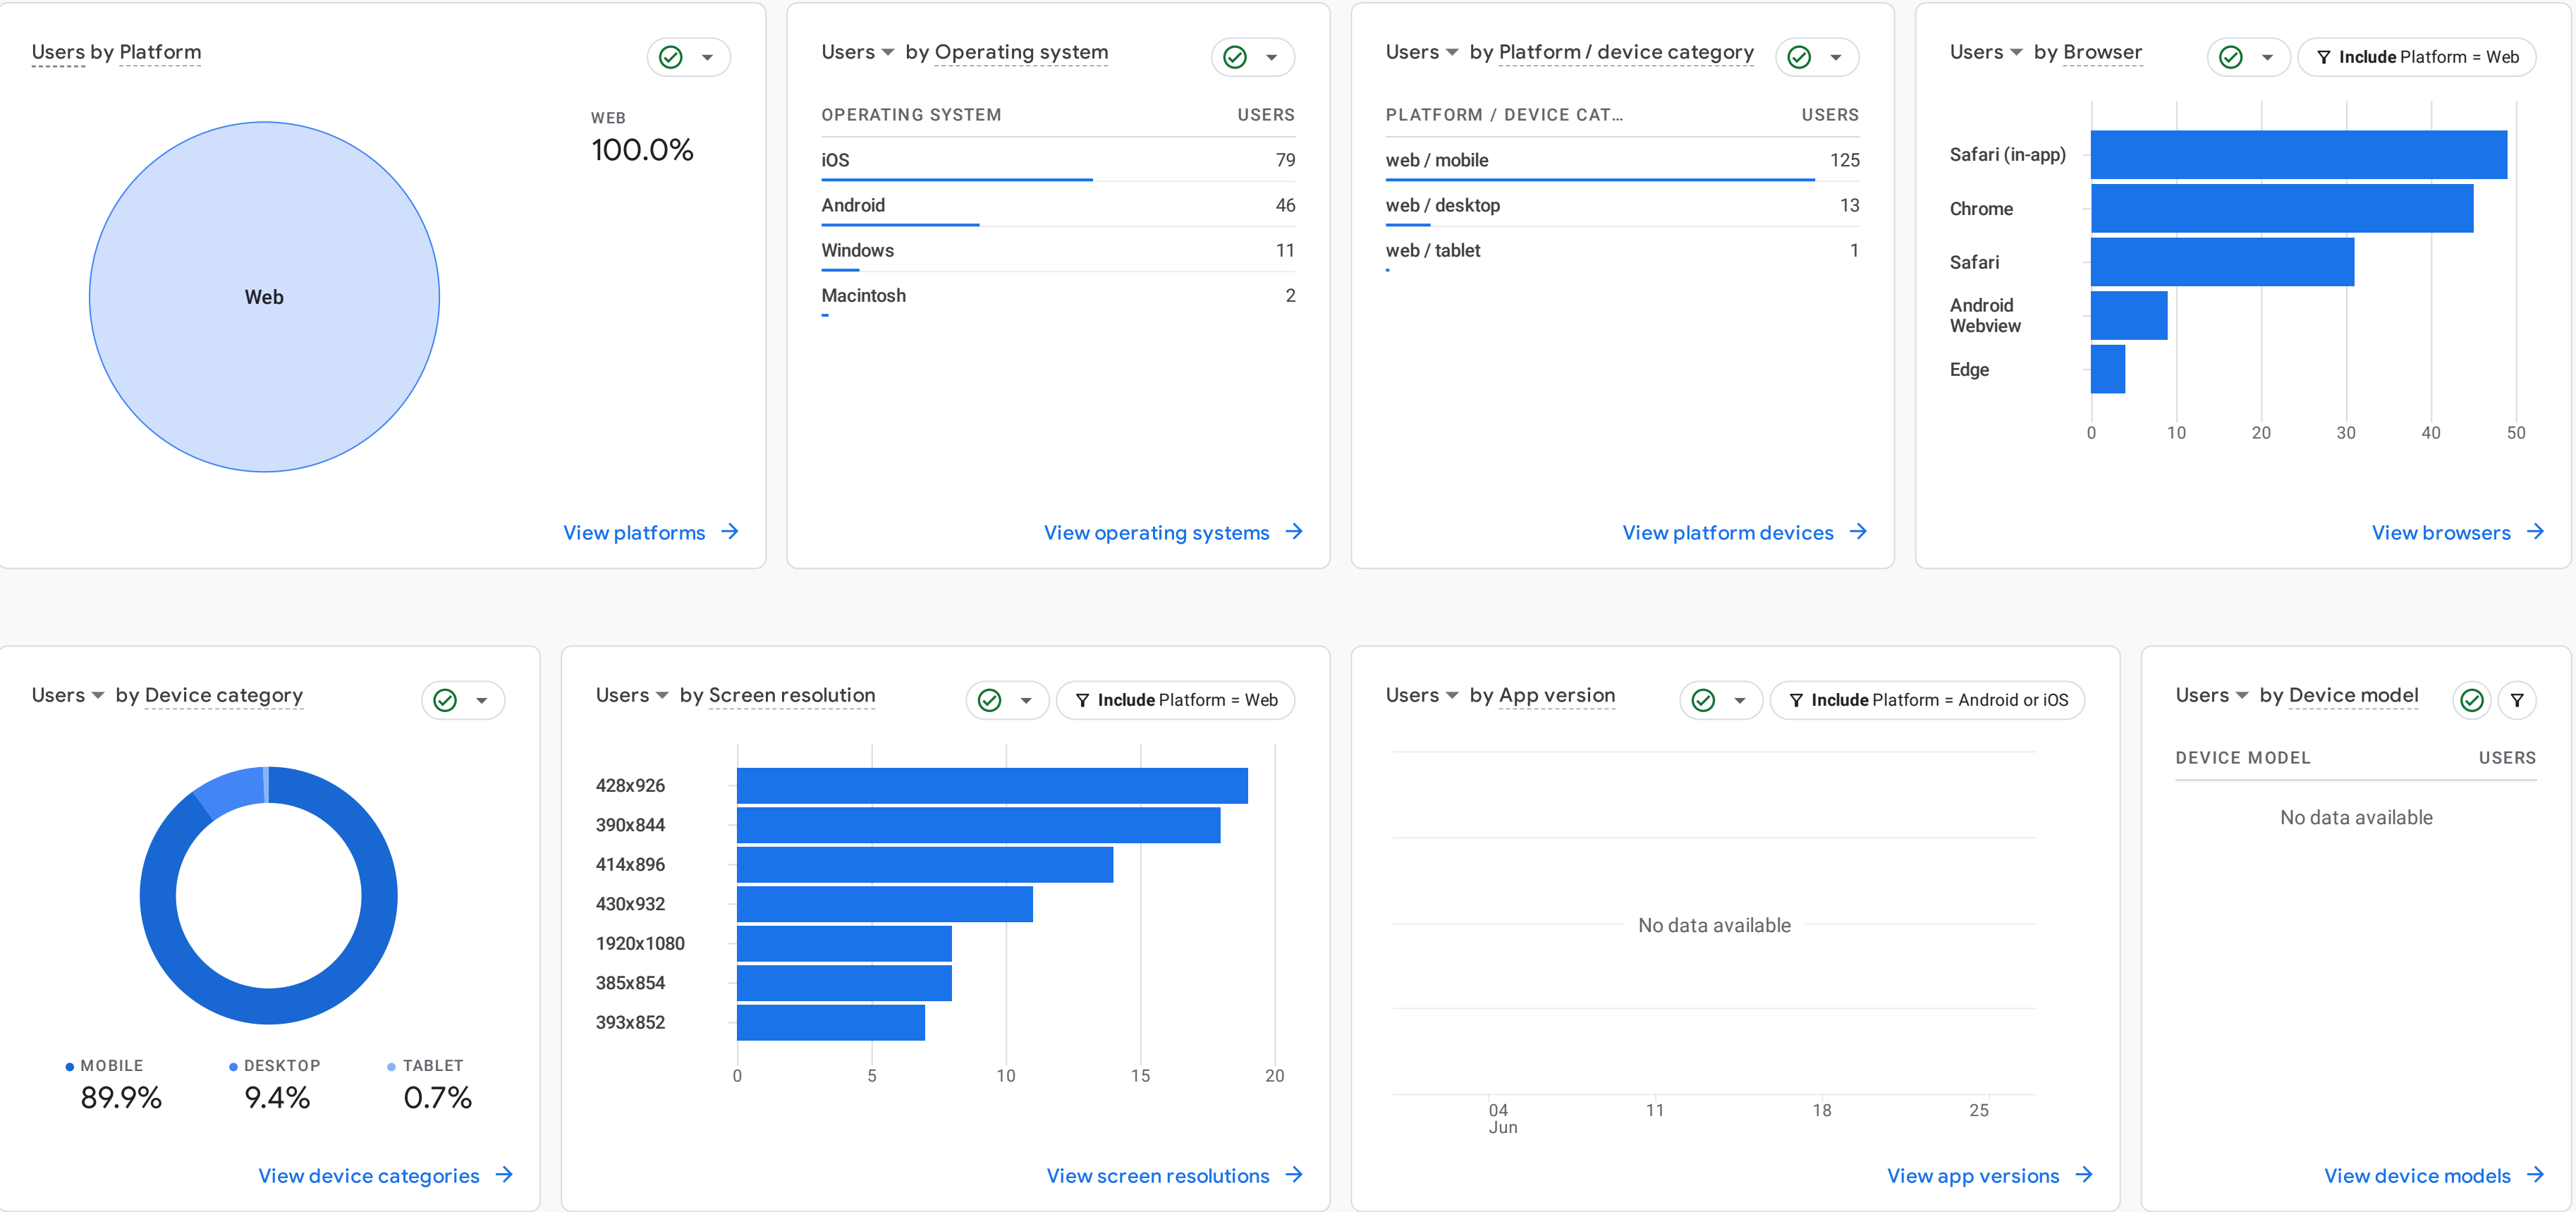 Users by Platform
WEB
100.0%
Web
View platforms
Users by Operating system
OPERATING SYSTEM USERS
iOS 79
Android 46
Windows 11
Macintosh 2
View operating systems
Users by Platform / device category
PLATFORM / DEVICE CAT... USERS
web / mobile 125
web / desktop 13
web / tablet 1
View platform devices
Users by Browser
Include Platform = Web
Safari (in-app)
Chrome
Safari
Android
Webview
Edge
0 10 20 30 40 50
View browsers
Users by Device category
MOBILE DESKTOP TABLET
89.9% 9.4% 0.7%
View device categories
Users by Screen resolution
Include Platform = Web
428x926
390x844
414x896
430x932
1920x1080
385x854
393x852
0 5 10 15 20
View screen resolutions
Users by App version
Include Platform = Android or iOS
No data available
04 11 18 25
Jun
View app versions
Users by Device model
DEVICE MODEL USERS
No data available
View device models